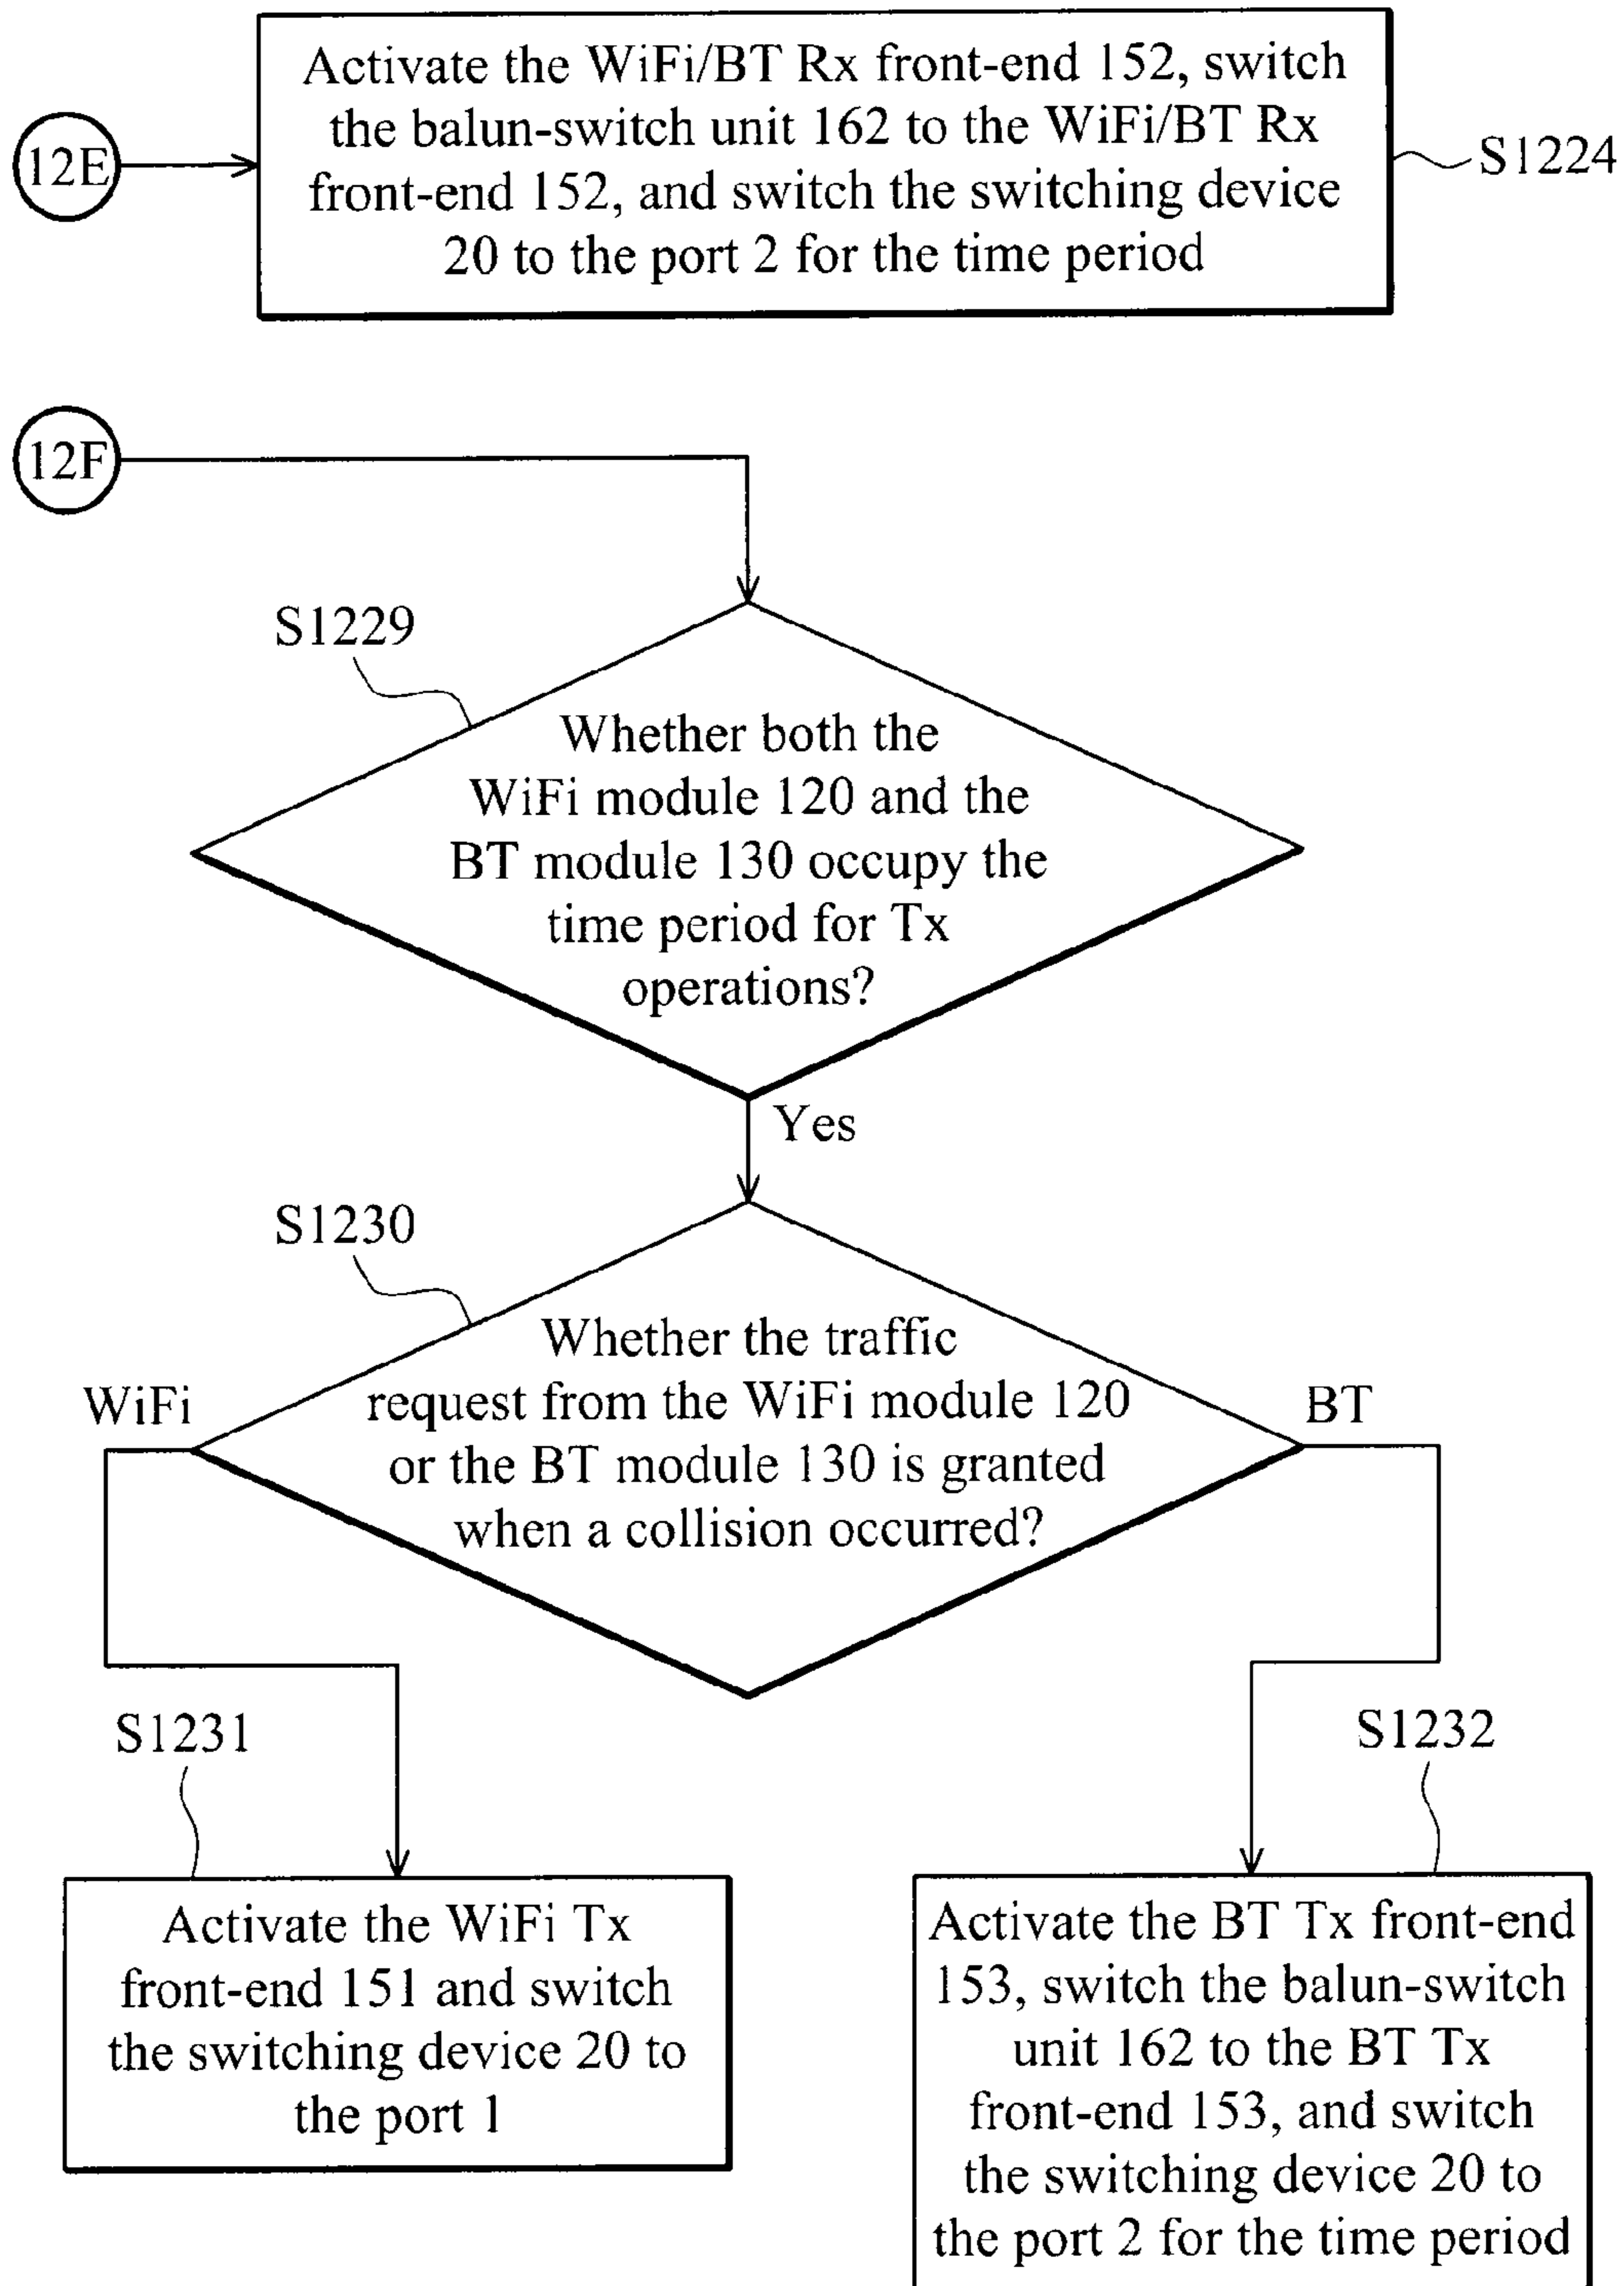 Activate the WiFi/BT Rx front-end 152, switch
the balun-switch unit 162 to the WiFi/BT Rx
front-end 152, and switch the switching device
20 to the port 2 for the time period
12E
S1224
12F
S1229
Whether both the
WiFi module 120 and the
BT module 130 occupy the
time period for Tx
operations?
Yes
S1230
Whether the traffic
request from the WiFi module 120
or the BT module 130 is granted
when a collision occurred?
WiFi
BT
S1231
S1232
Activate the WiFi Tx
front-end 151 and switch
the switching device 20 to
the port 1
Activate the BT Tx front-end
153, switch the balun-switch
unit 162 to the BT Tx
front-end 153, and switch
the switching device 20 to
the port 2 for the time period